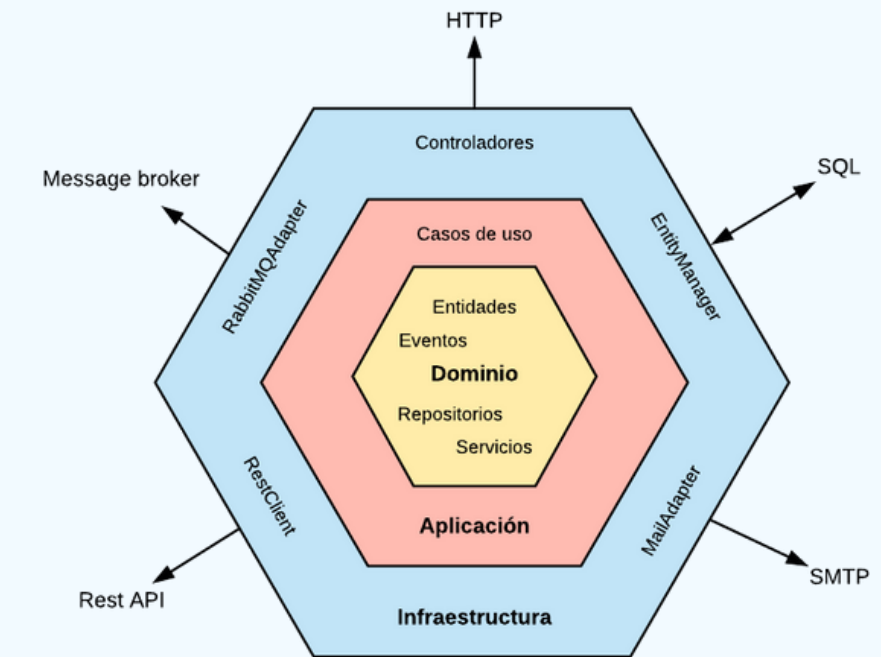 HTTP
Controladores
Message broker
SQL
RabbitMQAdapter
EntityManager
Casos de uso
Entidades
Eventos
Dominio
Repositorios
Servicios
RestClient
MailAdapter
Aplicación
Rest API
SMTP
Infraestructura